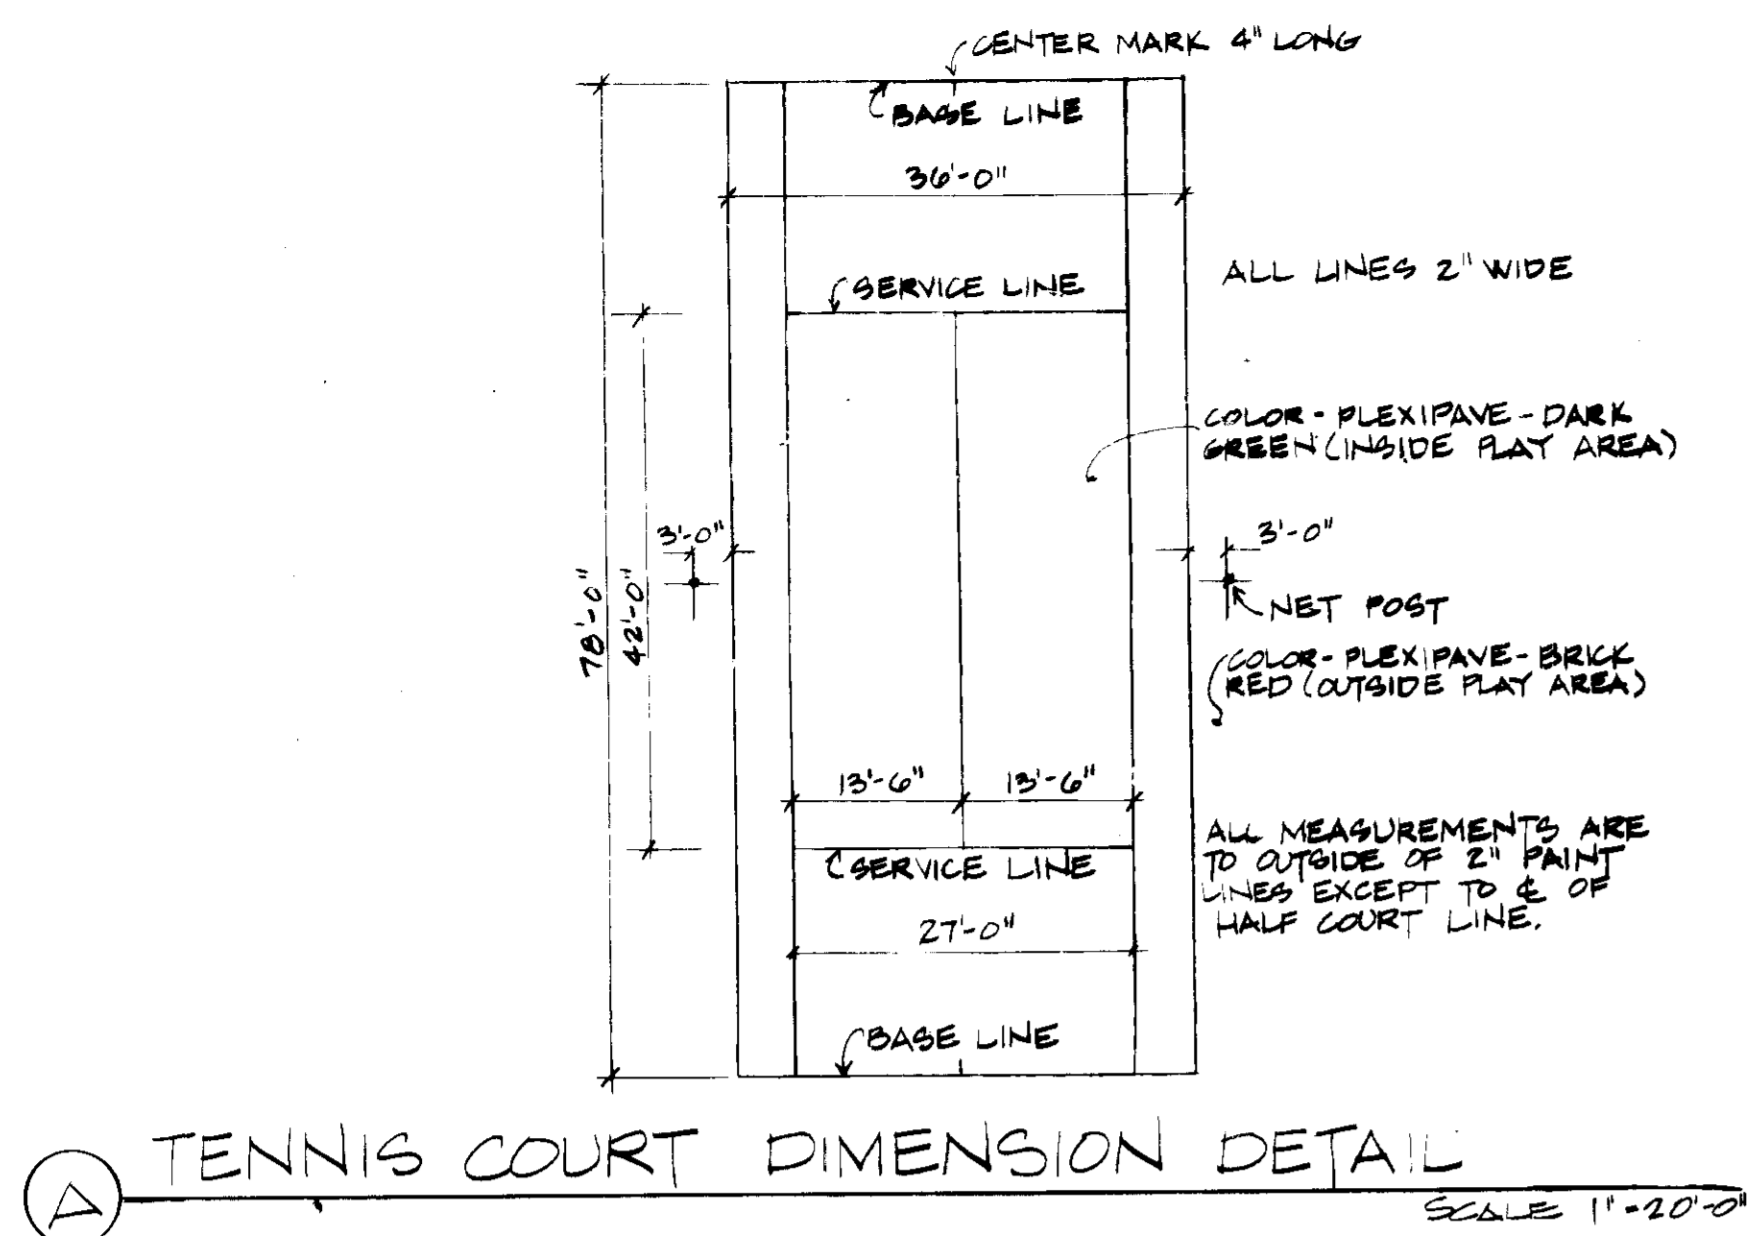 CENTER MARK 4" LONG
BASE LINE
36'-0"
SERVICE LINE
ALL LINES 2" WIDE
COLOR - PLEXIPAVE - DARK
GREEN (INSIDE PLAY AREA)
3'-0"
3'-0"
78'-0"
42'-0"
NET POST
COLOR - PLEXIPAVE - BRICK
RED (OUTSIDE PLAY AREA)
13'-6"
13'-6"
ALL MEASUREMENTS ARE
TO OUTSIDE OF 2" PAINT
LINES EXCEPT TO ℄ OF
HALF COURT LINE.
SERVICE LINE
27'-0"
BASE LINE
A
TENNIS COURT DIMENSION DETAIL
SCALE 1"=20'-0"